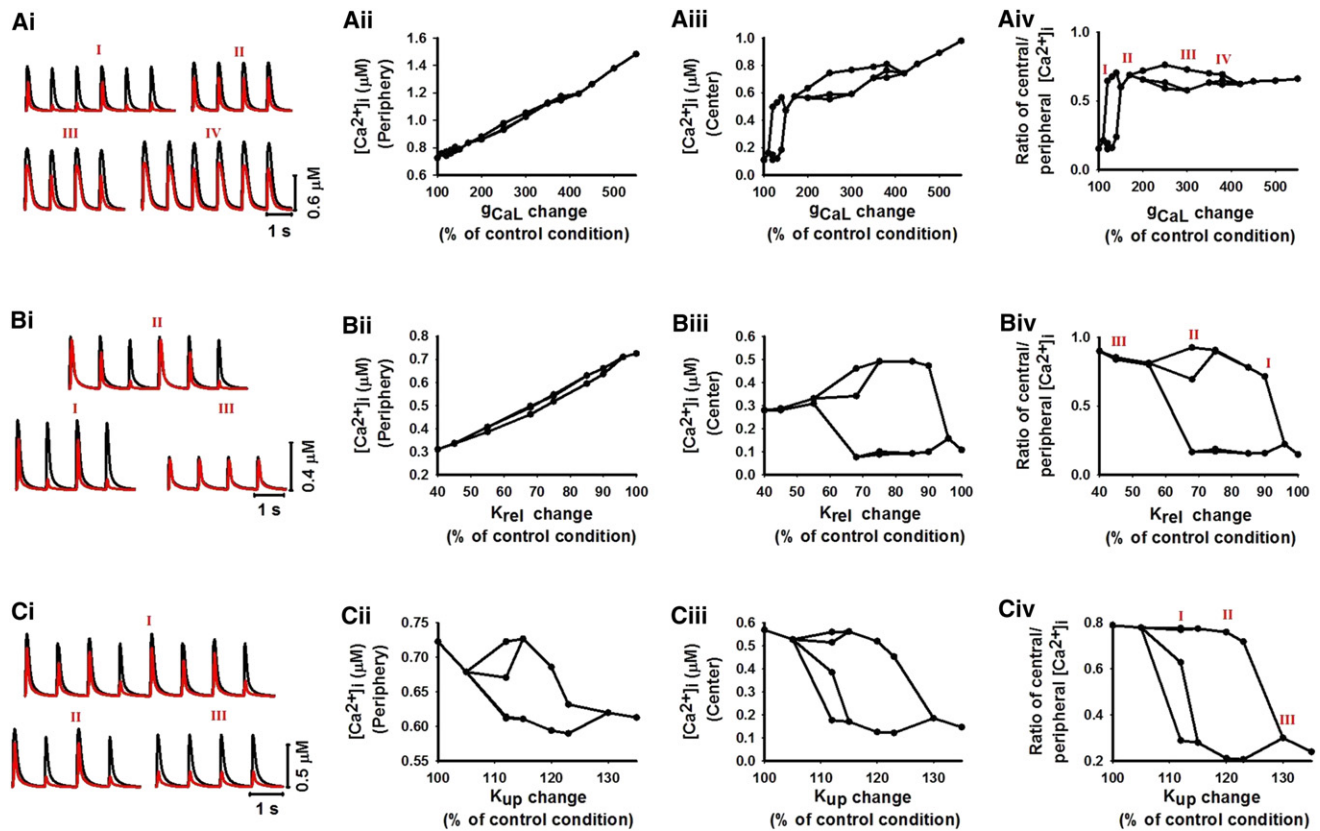 Ai
I
II
III
IV
0.6 µM
1 s
Aii
[Ca²⁺]i (µM)
(Periphery)
1.6
1.4
1.2
1.0
0.8
0.6
100 200 300 400 500
gCaL change
(% of control condition)
Aiii
[Ca²⁺]i (µM)
(Center)
1.0
0.8
0.6
0.4
0.2
0.0
100 200 300 400 500
gCaL change
(% of control condition)
Aiv
Ratio of central/
peripheral [Ca²⁺]i
1.0
0.5
0.0
I
II
III
IV
100 200 300 400 500
gCaL change
(% of control condition)
Bi
II
I
III
0.4 µM
1 s
Bii
[Ca²⁺]i (µM)
(Periphery)
0.8
0.7
0.6
0.5
0.4
0.3
0.2
40 50 60 70 80 90 100
Krel change
(% of control condition)
Biii
[Ca²⁺]i (µM)
(Center)
0.6
0.5
0.4
0.3
0.2
0.1
0.0
40 50 60 70 80 90 100
Krel change
(% of control condition)
Biv
Ratio of central/
peripheral [Ca²⁺]i
1.0
0.5
0.0
III
II
I
40 50 60 70 80 90 100
Krel change
(% of control condition)
Ci
I
II
III
0.5 µM
1 s
Cii
[Ca²⁺]i (µM)
(Periphery)
0.75
0.70
0.65
0.60
0.55
100 110 120 130
Kup change
(% of control condition)
Ciii
[Ca²⁺]i (µM)
(Center)
0.6
0.5
0.4
0.3
0.2
0.1
0.0
100 110 120 130
Kup change
(% of control condition)
Civ
Ratio of central/
peripheral [Ca²⁺]i
0.8
0.6
0.4
0.2
I
II
III
100 110 120 130
Kup change
(% of control condition)